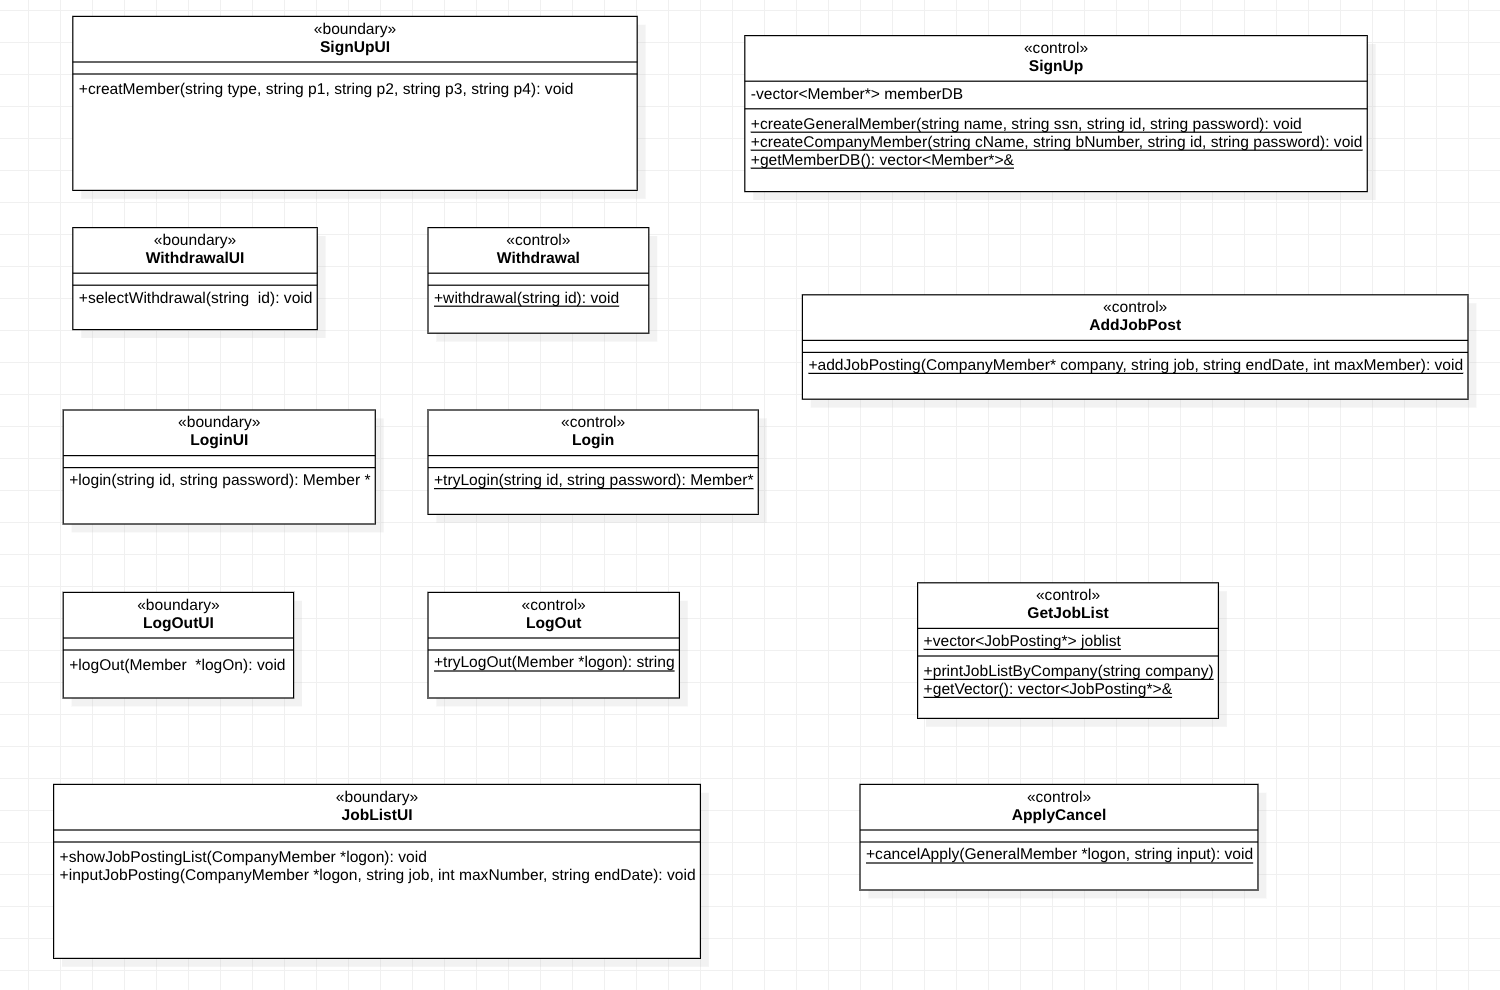 «boundary»
SignUpUI
+creatMember(string type, string p1, string p2, string p3, string p4): void
«control»
SignUp
-vector<Member*> memberDB
+createGeneralMember(string name, string ssn, string id, string password): void
+createCompanyMember(string cName, string bNumber, string id, string password): void
+getMemberDB(): vector<Member*>&
«boundary»
WithdrawalUI
+selectWithdrawal(string  id): void
«control»
Withdrawal
+withdrawal(string id): void
«control»
AddJobPost
+addJobPosting(CompanyMember* company, string job, string endDate, int maxMember): void
«boundary»
LoginUI
+login(string id, string password): Member *
«control»
Login
+tryLogin(string id, string password): Member*
«boundary»
LogOutUI
+logOut(Member  *logOn): void
«control»
LogOut
+tryLogOut(Member *logon): string
«control»
GetJobList
+vector<JobPosting*> joblist
+printJobListByCompany(string company)
+getVector(): vector<JobPosting*>&
«boundary»
JobListUI
+showJobPostingList(CompanyMember *logon): void
+inputJobPosting(CompanyMember *logon, string job, int maxNumber, string endDate): void
«control»
ApplyCancel
+cancelApply(GeneralMember *logon, string input): void